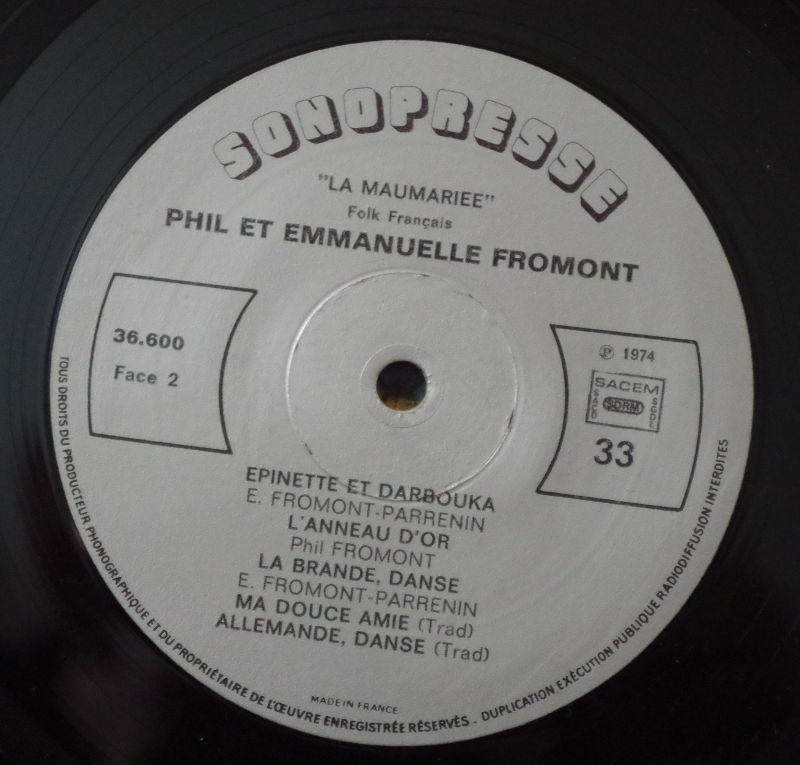 SONOPRESSE
"LA MAUMARIEE"
Folk Français
PHIL ET EMMANUELLE FROMONT
36.600
Face 2
℗ 1974
SACEM
SACD
SDRM
SGDL
33
EPINETTE ET DARBOUKA
E. FROMONT-PARRENIN
L'ANNEAU D'OR
Phil FROMONT
LA BRANDE, DANSE
E. FROMONT-PARRENIN
MA DOUCE AMIE (Trad)
ALLEMANDE, DANSE (Trad)
MADE IN FRANCE
TOUS DROITS DU PRODUCTEUR PHONOGRAPHIQUE ET DU PROPRIÉTAIRE DE L'ŒUVRE ENREGISTRÉE RÉSERVÉS. DUPLICATION EXÉCUTION PUBLIQUE RADIODIFFUSION INTERDITES